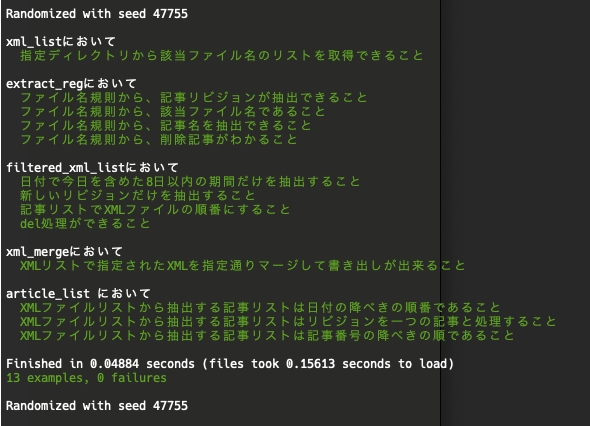 Randomized with seed 47755
xml_listにおいて
指定ディレクトリから該当ファイル名のリストを取得できること
extract_regにおいて
ファイル名規則から、記事リビジョンが抽出できること
ファイル名規則から、該当ファイル名であること
ファイル名規則から、記事名を抽出できること
ファイル名規則から、削除記事がわかること
filtered_xml_listにおいて
日付で今日を含めた8日以内の期間だけを抽出すること
新しいリビジョンだけを抽出すること
記事リストでXMLファイルの順番にすること
del処理ができること
xml_mergeにおいて
XMLリストで指定されたXMLを指定通りマージして書き出しが出来ること
article_list において
XMLファイルリストから抽出する記事リストは日付の降べきの順番であること
XMLファイルリストから抽出する記事リストはリビジョンを一つの記事と処理すること
XMLファイルリストから抽出する記事リストは記事番号の降べきの順であること
Finished in 0.04884 seconds (files took 0.15613 seconds to load)
13 examples, 0 failures
Randomized with seed 47755